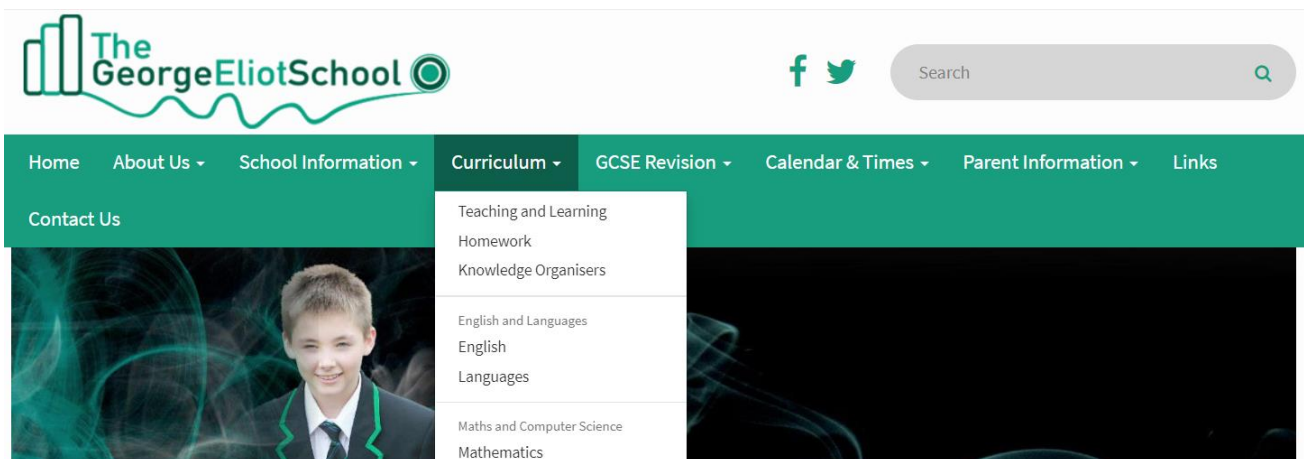 The
GeorgeEliotSchool
Search
Home About Us School Information Curriculum GCSE Revision Calendar & Times Parent Information Links
Contact Us
Teaching and Learning
Homework
Knowledge Organisers
English and Languages
English
Languages
Maths and Computer Science
Mathematics